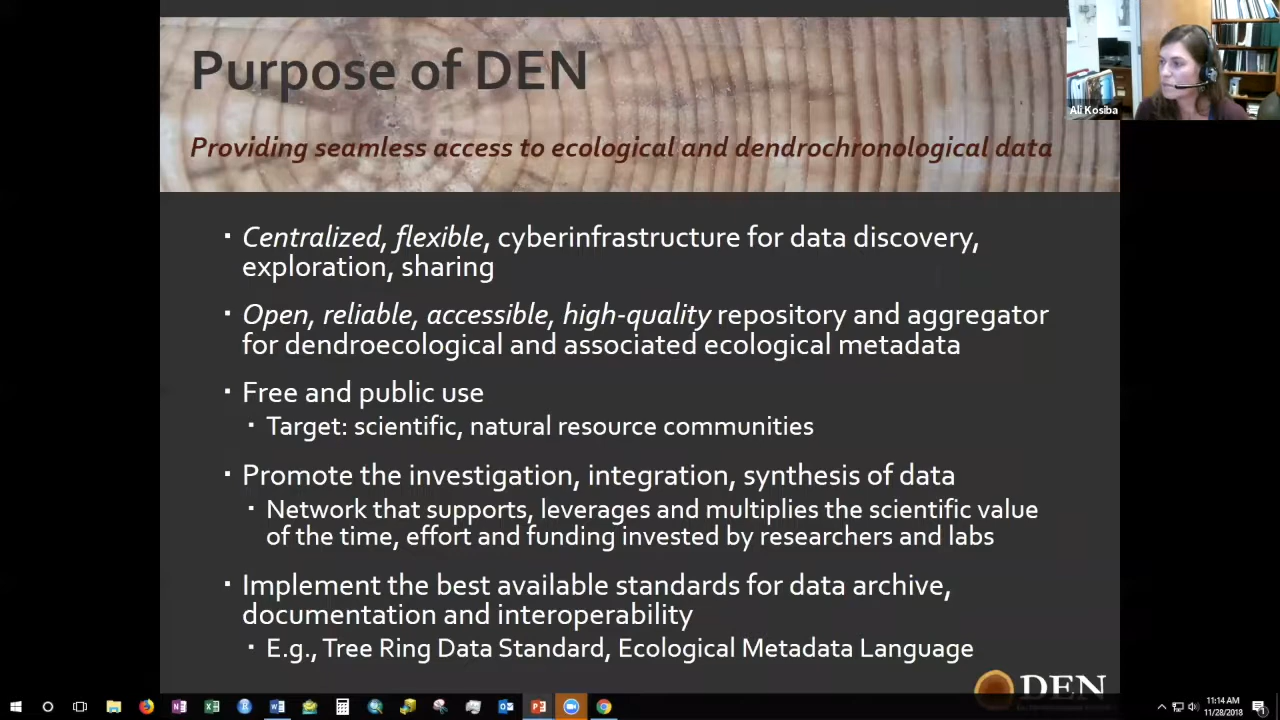 Purpose of DEN
Providing seamless access to ecological and dendrochronological data
Ali Kosiba
▪ Centralized, flexible, cyberinfrastructure for data discovery,
exploration, sharing
▪ Open, reliable, accessible, high-quality repository and aggregator
for dendroecological and associated ecological metadata
▪ Free and public use
▪ Target: scientific, natural resource communities
▪ Promote the investigation, integration, synthesis of data
▪ Network that supports, leverages and multiplies the scientific value
of the time, effort and funding invested by researchers and labs
▪ Implement the best available standards for data archive,
documentation and interoperability
▪ E.g., Tree Ring Data Standard, Ecological Metadata Language
DEN
11:14 AM
11/28/2018